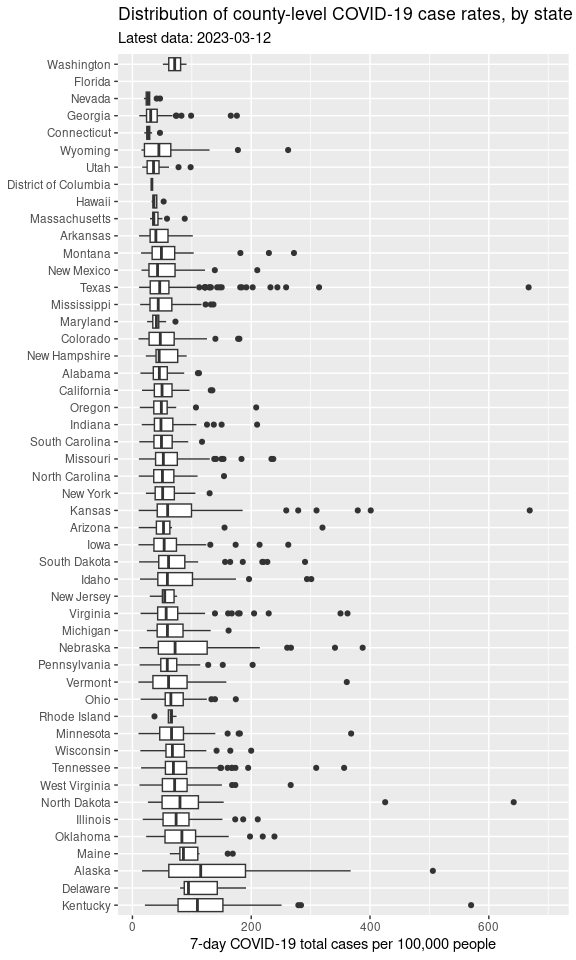 Distribution of county-level COVID-19 case rates, by state
Latest data: 2023-03-12
Washington
Florida
Nevada
Georgia
Connecticut
Wyoming
Utah
District of Columbia
Hawaii
Massachusetts
Arkansas
Montana
New Mexico
Texas
Mississippi
Maryland
Colorado
New Hampshire
Alabama
California
Oregon
Indiana
South Carolina
Missouri
North Carolina
New York
Kansas
Arizona
Iowa
South Dakota
Idaho
New Jersey
Virginia
Michigan
Nebraska
Pennsylvania
Vermont
Ohio
Rhode Island
Minnesota
Wisconsin
Tennessee
West Virginia
North Dakota
Illinois
Oklahoma
Maine
Alaska
Delaware
Kentucky
0 200 400 600
7-day COVID-19 total cases per 100,000 people